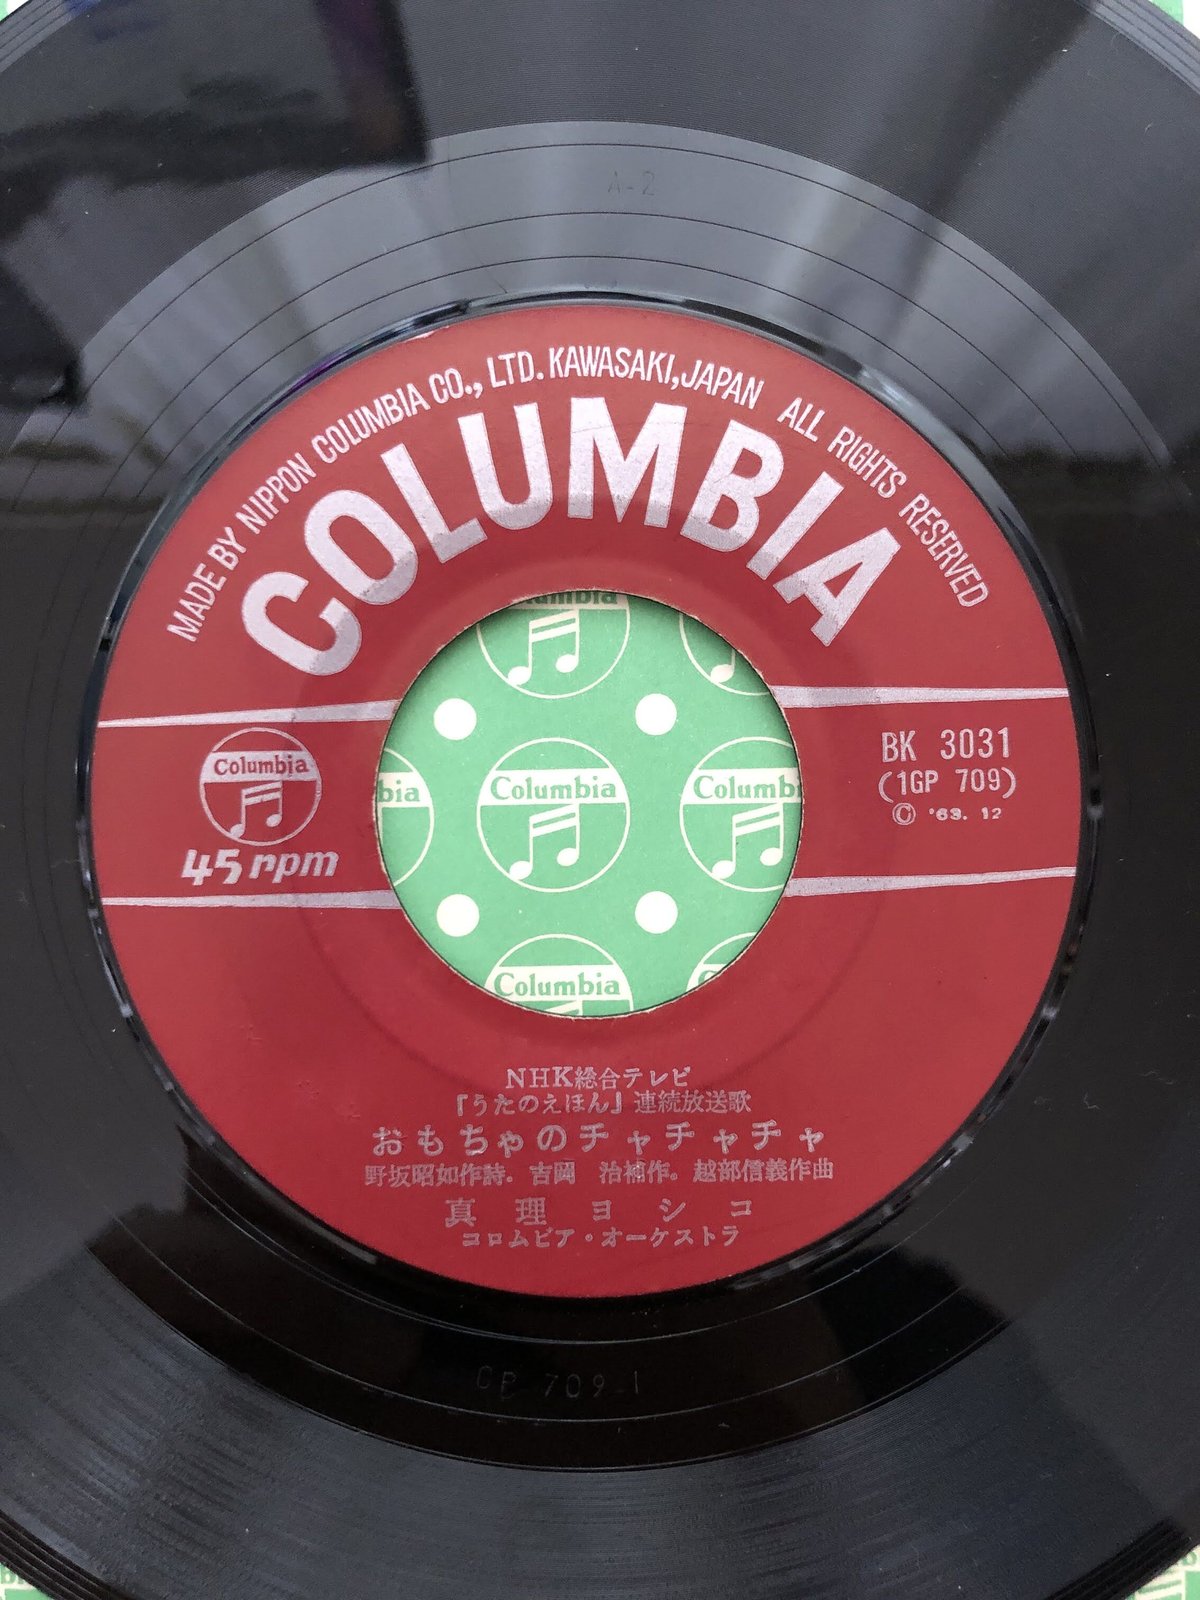 A-2
MADE BY NIPPON COLUMBIA CO., LTD. KAWASAKI, JAPAN ALL RIGHTS RESERVED
COLUMBIA
Columbia
45 rpm
BK 3031
(1GP 709)
Ⓒ '63. 12
Columbia
Columbia
Columbia
NHK総合テレビ
『うたのえほん』連続放送歌
おもちゃのチャチャチャ
野坂昭如作詩. 吉岡 治補作. 越部信義作曲
真理ヨシコ
コロムビア・オーケストラ